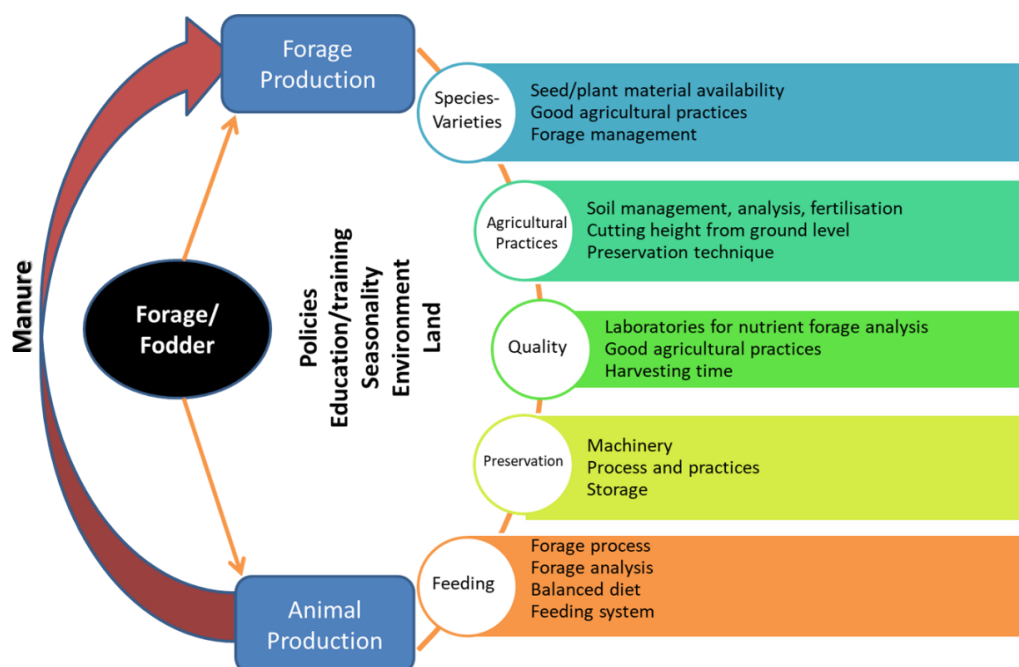 Forage
Production
Species-
Varieties
Seed/plant material availability
Good agricultural practices
Forage management
Agricultural
Practices
Soil management, analysis, fertilisation
Cutting height from ground level
Preservation technique
Manure
Forage/
Fodder
Policies
Education/training
Seasonality
Environment
Land
Quality
Laboratories for nutrient forage analysis
Good agricultural practices
Harvesting time
Preservation
Machinery
Process and practices
Storage
Feeding
Forage process
Forage analysis
Balanced diet
Feeding system
Animal
Production